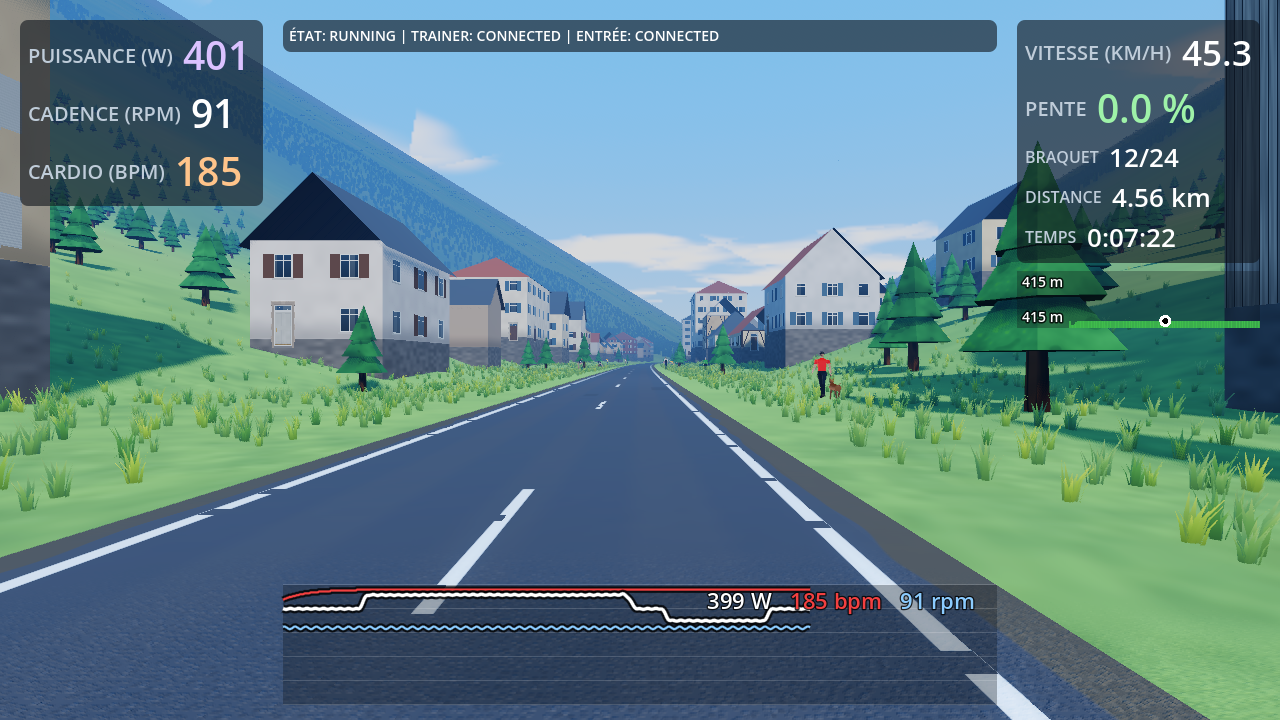 PUISSANCE (W) 401
CADENCE (RPM) 91
CARDIO (BPM) 185
ÉTAT: RUNNING | TRAINER: CONNECTED | ENTRÉE: CONNECTED
VITESSE (KM/H) 45.3
PENTE 0.0 %
BRAQUET 12/24
DISTANCE 4.56 km
TEMPS 0:07:22
415 m
415 m
399 W 185 bpm 91 rpm